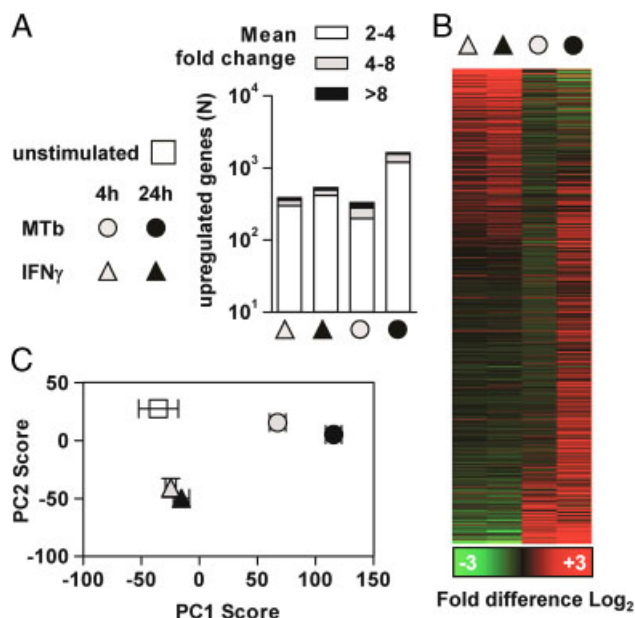 A
Mean fold change
2-4
4-8
>8
unstimulated
4h 24h
MTb
IFNγ
upregulated genes (N)
10⁴
10³
10²
10¹
B
-3 +3
Fold difference Log₂
C
PC2 Score
50
0
-50
-100
-100 -50 0 50 100 150
PC1 Score